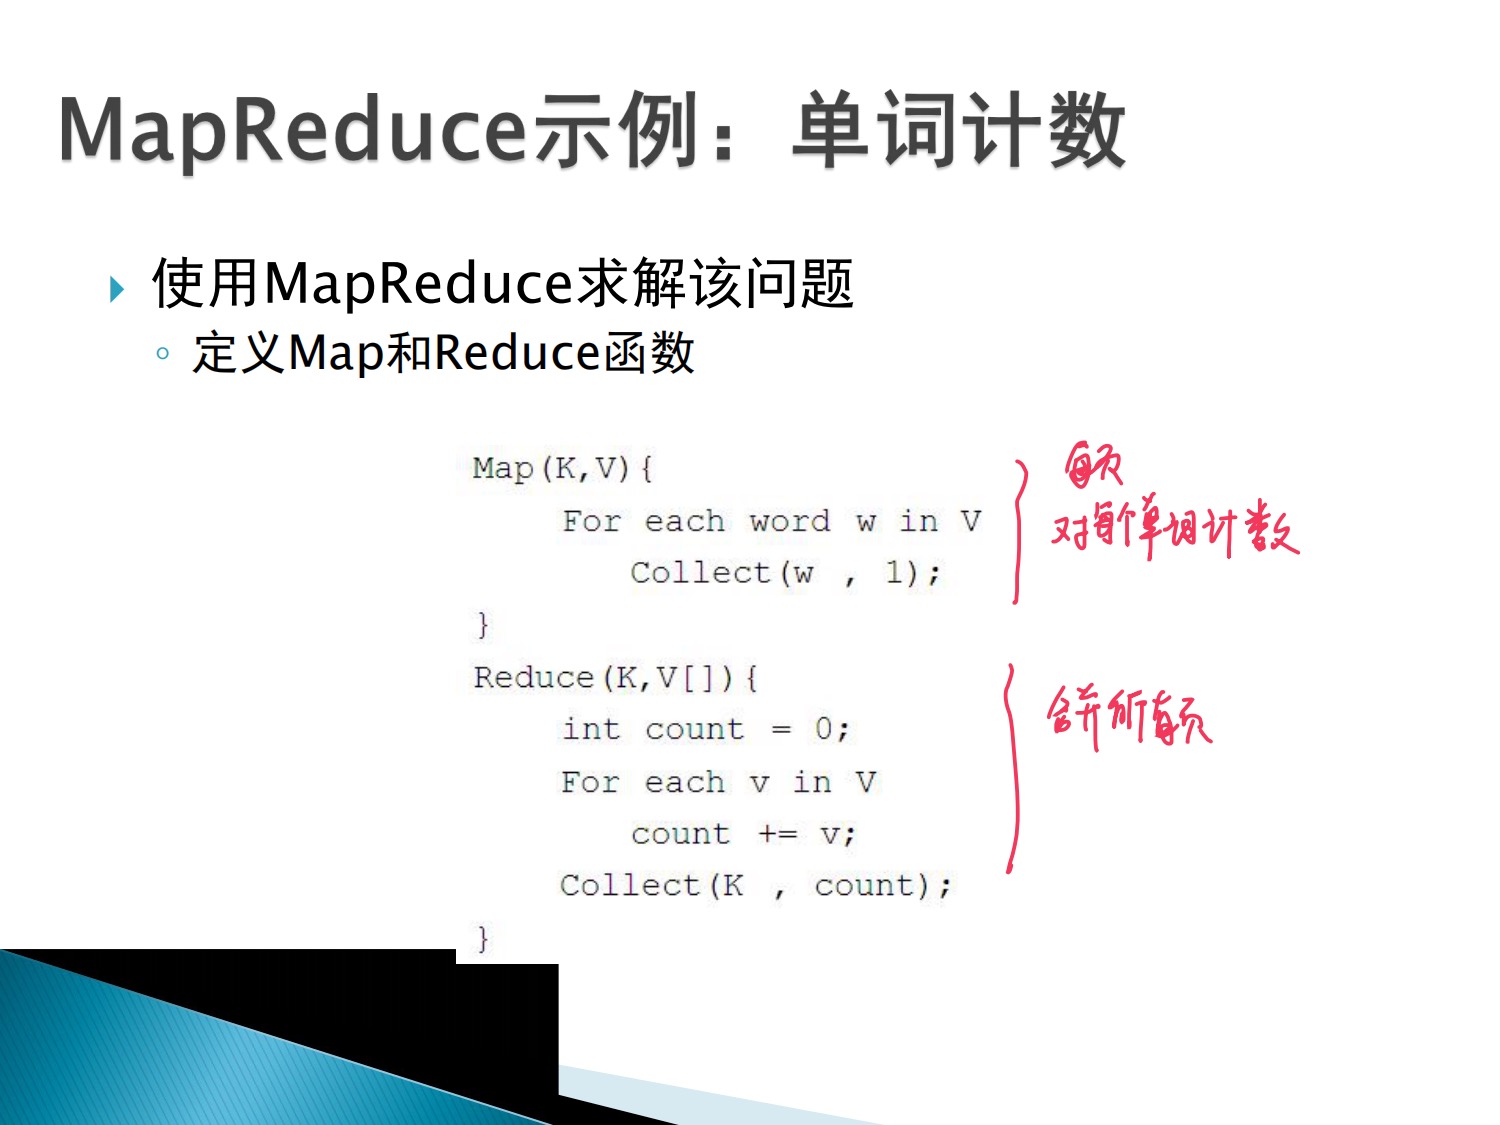 MapReduce示例：单词计数
使用MapReduce求解该问题
定义Map和Reduce函数
Map(K,V){
For each word w in V
Collect(w , 1);
}
Reduce(K,V[]){
int count = 0;
For each v in V
count += v;
Collect(K , count);
}
每页
对每个单词计数
合并所有页